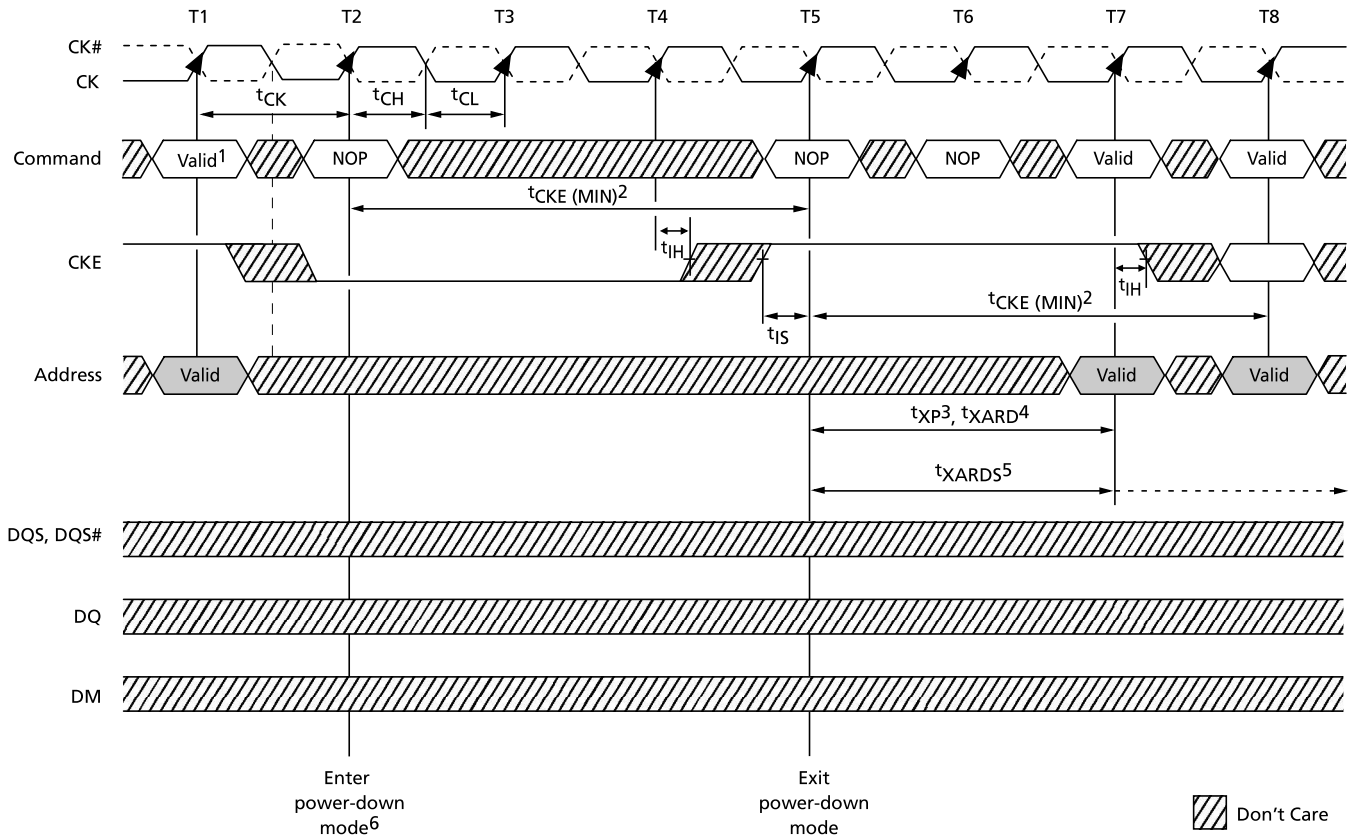 T1 T2 T3 T4 T5 T6 T7 T8
CK#
CK
tCK tCH tCL
Command Valid1 NOP NOP NOP Valid Valid
tCKE (MIN)2
tIH
CKE
tIH
tCKE (MIN)2
tIS
Address Valid Valid Valid
tXP3, tXARD4
tXARDS5
DQS, DQS#
DQ
DM
Enter
power-down
mode6
Exit
power-down
mode
Don't Care